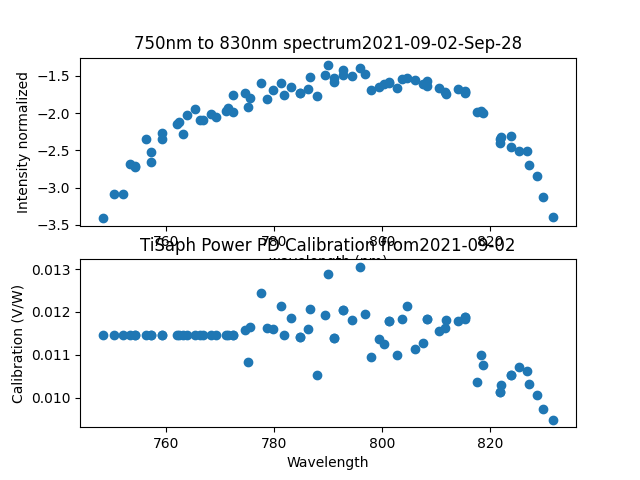 750nm to 830nm spectrum2021-09-02-Sep-28
Intensity normalized
−1.5
−2.0
−2.5
−3.0
−3.5
760
780
800
820
wavelength (nm)
TiSaph Power PD Calibration from2021-09-02
Calibration (V/W)
0.013
0.012
0.011
0.010
760
780
800
820
Wavelength